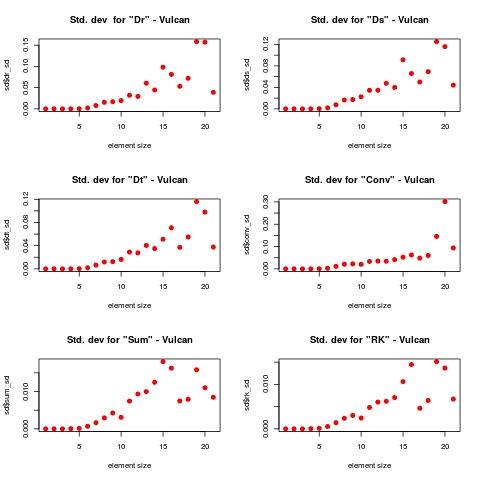 Std. dev  for "Dr" - Vulcan
sd$dr_sd
0.00 0.05 0.10 0.15
5 10 15 20
element size
Std. dev for "Ds" - Vulcan
sd$ds_sd
0.00 0.04 0.08 0.12
5 10 15 20
element size
Std. dev for "Dt" - Vulcan
sd$dt_sd
0.00 0.04 0.08 0.12
5 10 15 20
element size
Std. dev for "Conv" - Vulcan
sd$conv_sd
0.00 0.10 0.20 0.30
5 10 15 20
element size
Std. dev for "Sum" - Vulcan
sd$sum_sd
0.000 0.010
5 10 15 20
element size
Std. dev for "RK" - Vulcan
sd$rk_sd
0.000 0.010
5 10 15 20
element size